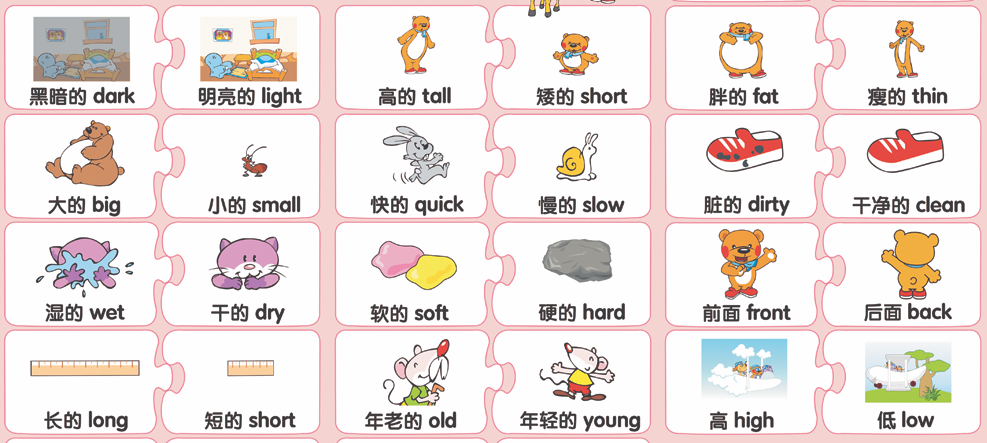 黑暗的 dark
明亮的 light
高的 tall
矮的 short
胖的 fat
瘦的 thin
大的 big
小的 small
快的 quick
慢的 slow
脏的 dirty
干净的 clean
湿的 wet
干的 dry
软的 soft
硬的 hard
前面 front
后面 back
长的 long
短的 short
年老的 old
年轻的 young
高 high
低 low